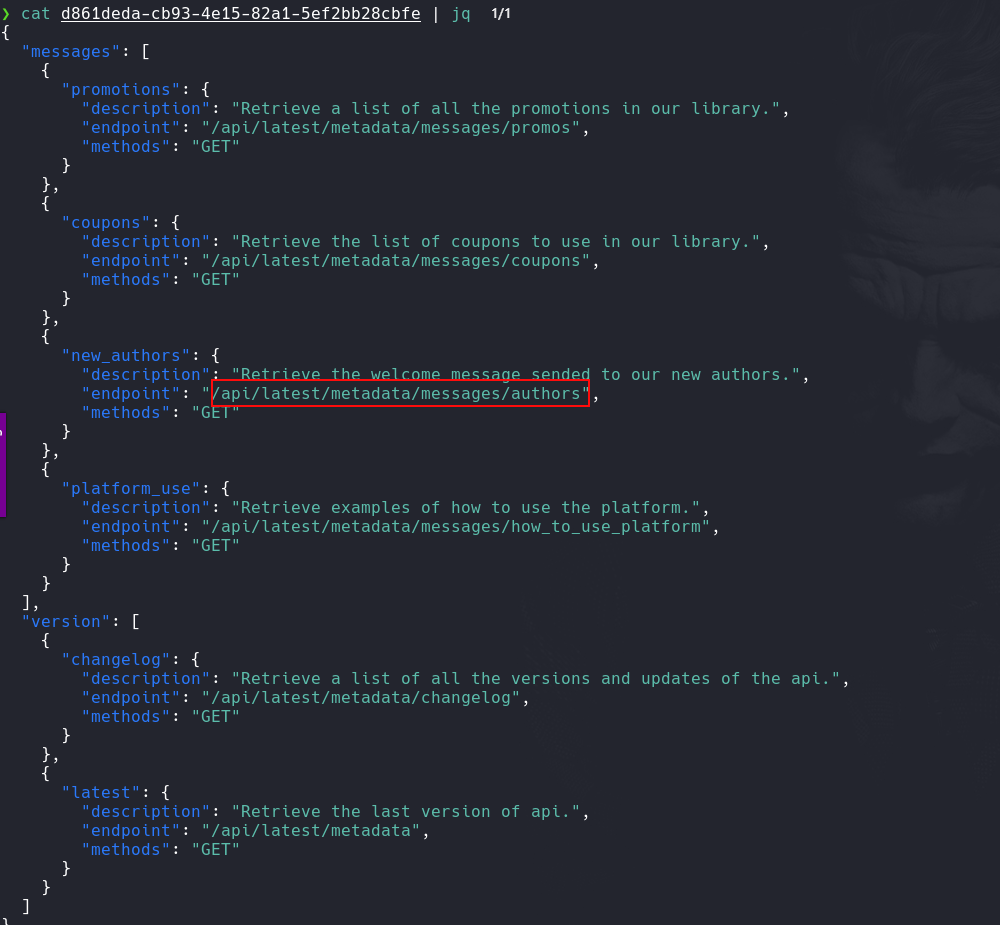 ❯ cat d861deda-cb93-4e15-82a1-5ef2bb28cbfe | jq 1/1
{
  "messages": [
    {
      "promotions": {
        "description": "Retrieve a list of all the promotions in our library.",
        "endpoint": "/api/latest/metadata/messages/promos",
        "methods": "GET"
      }
    },
    {
      "coupons": {
        "description": "Retrieve the list of coupons to use in our library.",
        "endpoint": "/api/latest/metadata/messages/coupons",
        "methods": "GET"
      }
    },
    {
      "new_authors": {
        "description": "Retrieve the welcome message sended to our new authors.",
        "endpoint": "/api/latest/metadata/messages/authors",
        "methods": "GET"
      }
    },
    {
      "platform_use": {
        "description": "Retrieve examples of how to use the platform.",
        "endpoint": "/api/latest/metadata/messages/how_to_use_platform",
        "methods": "GET"
      }
    }
  ],
  "version": [
    {
      "changelog": {
        "description": "Retrieve a list of all the versions and updates of the api.",
        "endpoint": "/api/latest/metadata/changelog",
        "methods": "GET"
      }
    },
    {
      "latest": {
        "description": "Retrieve the last version of api.",
        "endpoint": "/api/latest/metadata",
        "methods": "GET"
      }
    }
  ]
}